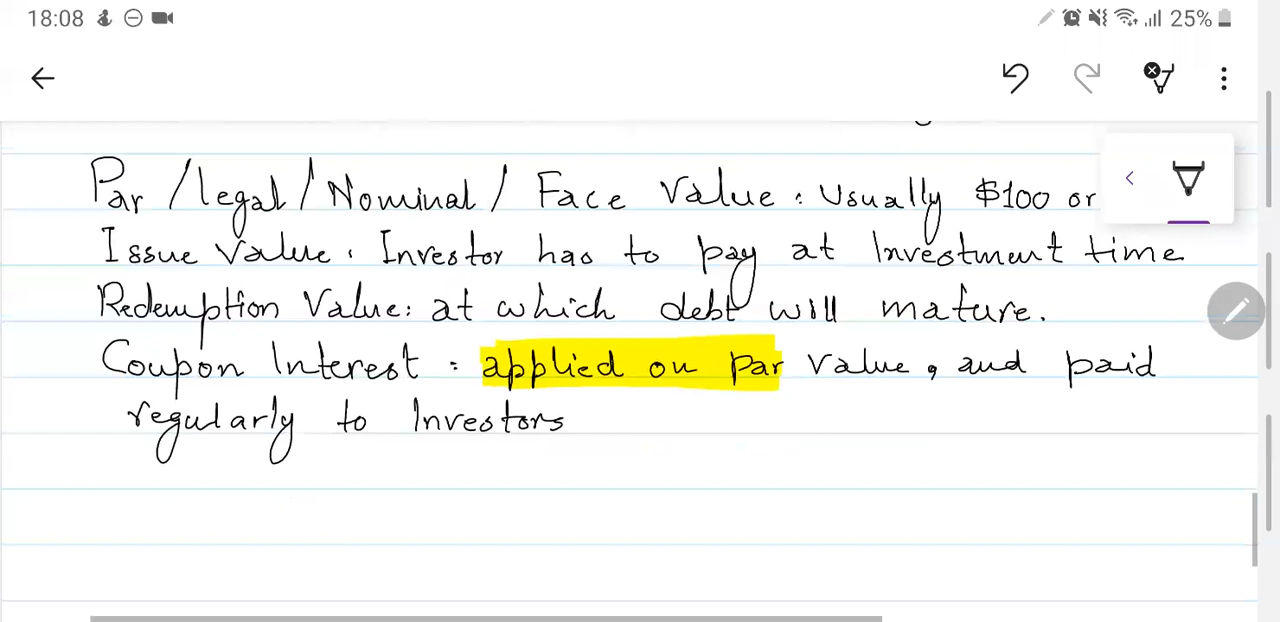 18:08 25%
Par /legal/Nominal/ Face Value: Usually $100 or
Issue Value: Investor has to pay at Investment time
Redemption Value: at which debt will mature.
Coupon Interest : applied on Par Value, and paid
regularly to Investors